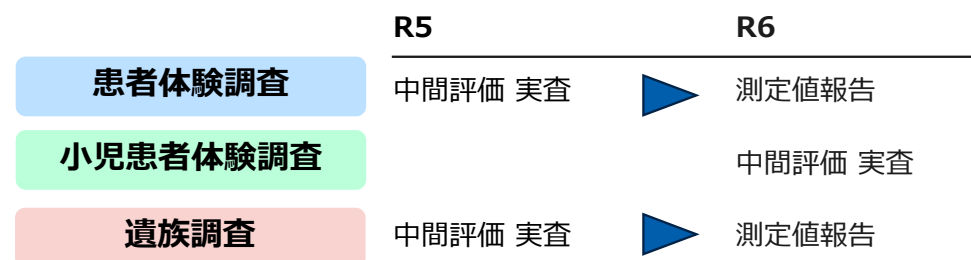 R5 R6
患者体験調査 中間評価 実査 測定値報告
小児患者体験調査 中間評価 実査
遺族調査 中間評価 実査 測定値報告